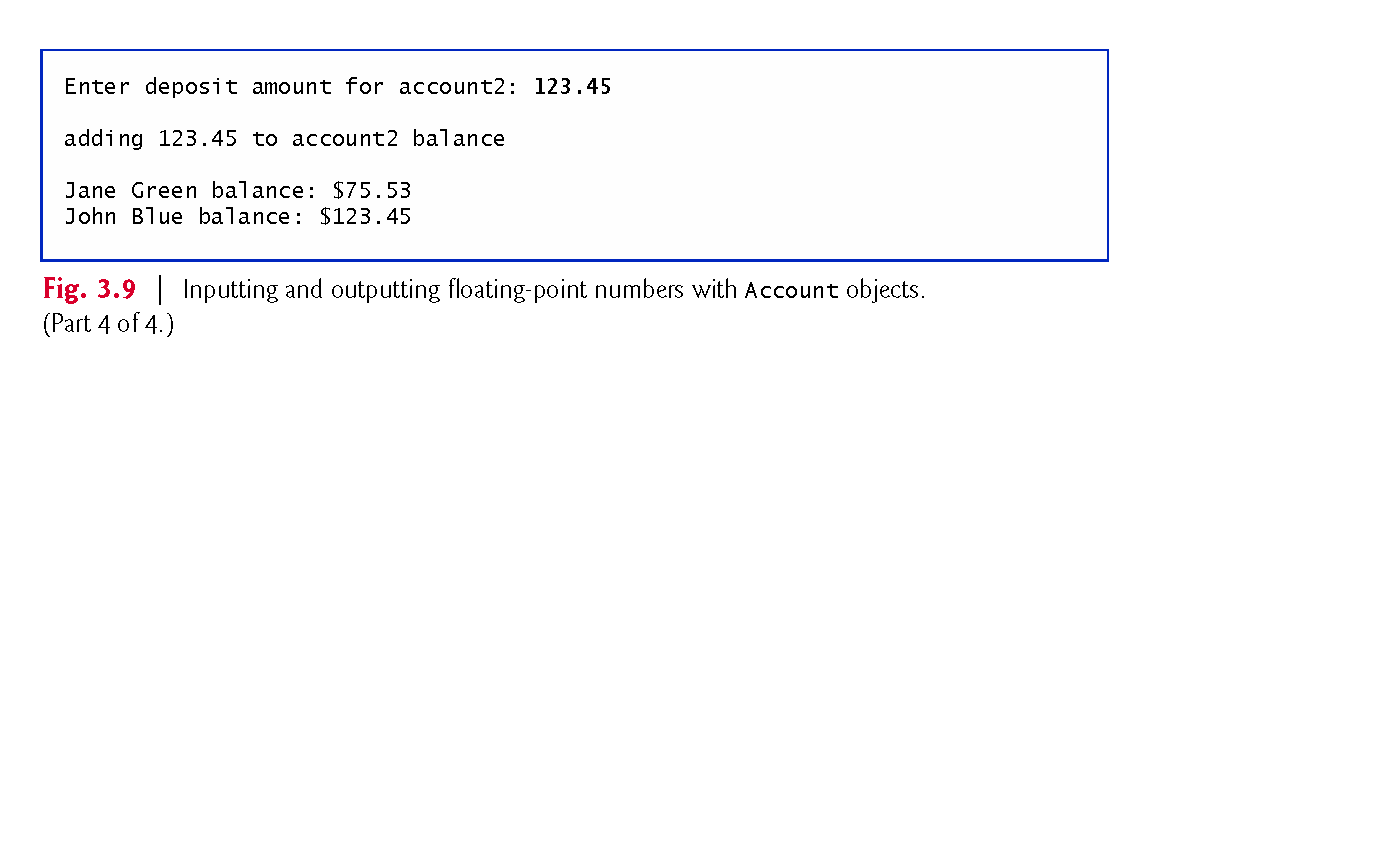 Enter deposit amount for account2: 123.45
adding 123.45 to account2 balance
Jane Green balance: $75.53
John Blue balance: $123.45
Fig. 3.9 | Inputting and outputting floating-point numbers with Account objects.
(Part 4 of 4.)